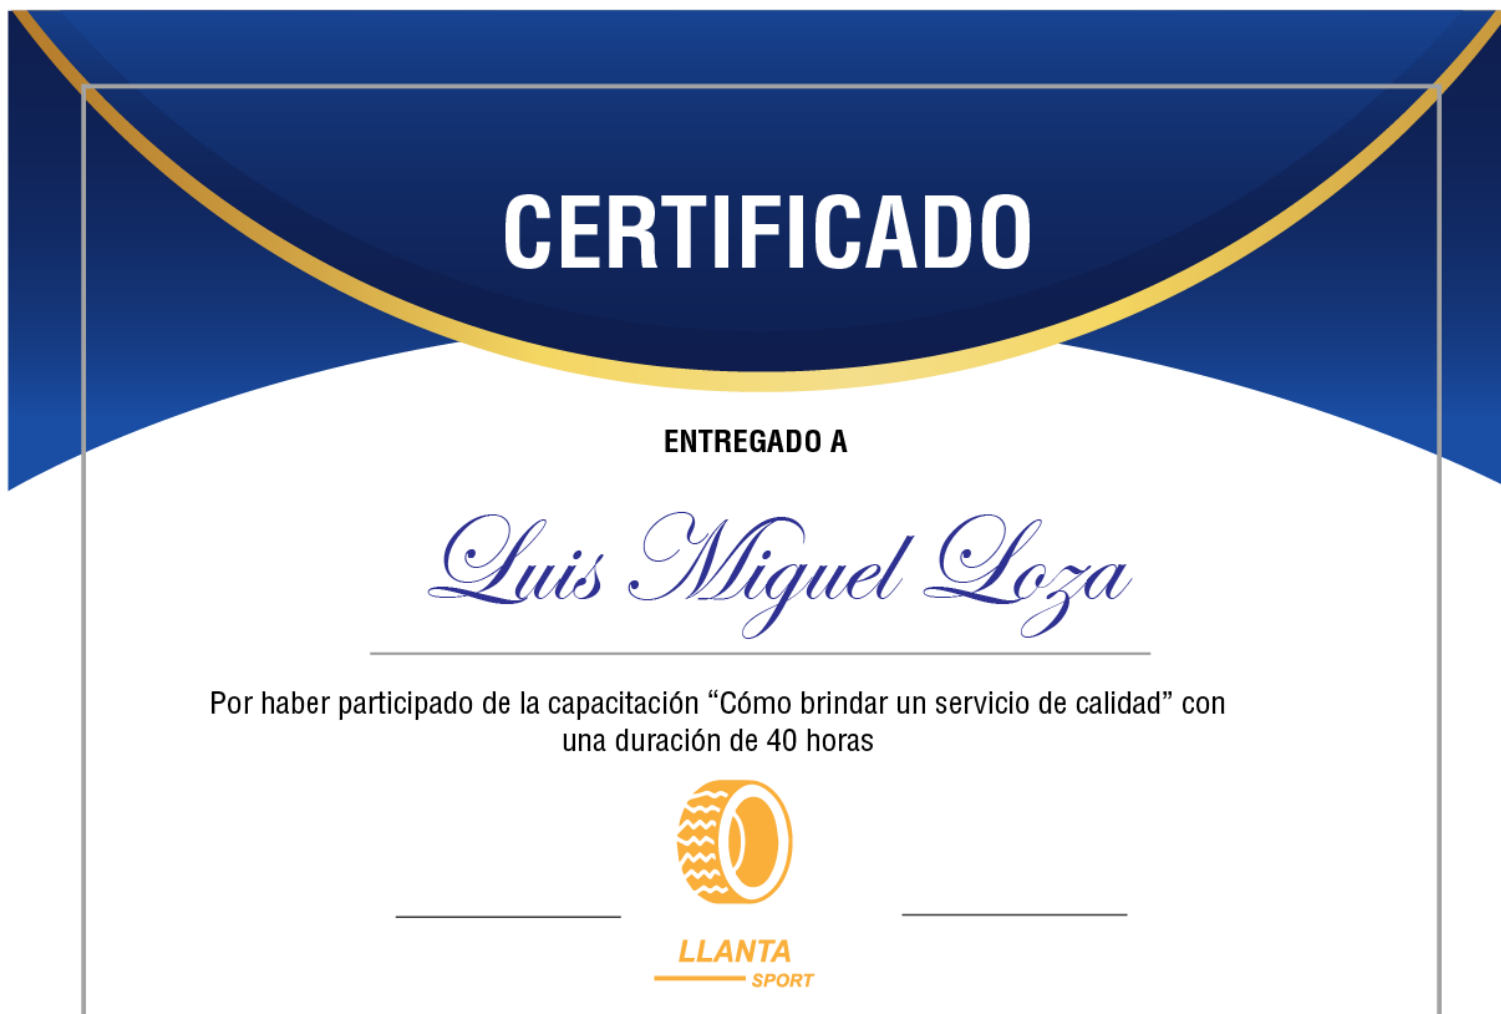 CERTIFICADO
ENTREGADO A
Luis Miguel Loza
Por haber participado de la capacitación “Cómo brindar un servicio de calidad” con
una duración de 40 horas
LLANTA
SPORT